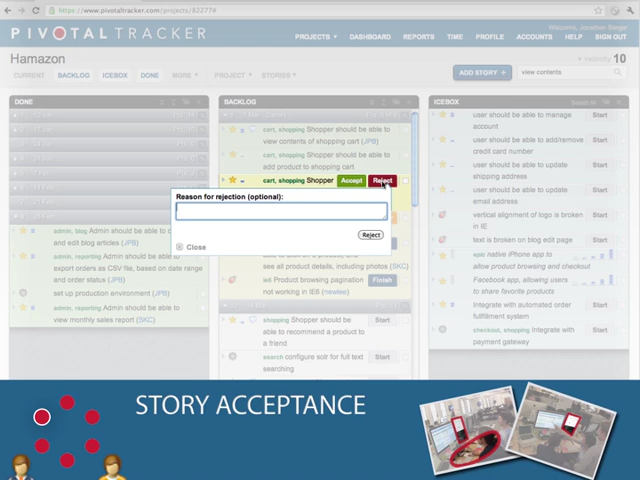 https://www.pivotaltracker.com/projects/82277#
PIVOTAL TRACKER
Welcome, Jonathan Berger
PROJECTS DASHBOARD REPORTS TIME PROFILE ACCOUNTS HELP SIGN OUT
Hamazon
velocity 10
CURRENT BACKLOG ICEBOX DONE MORE PROJECT STORIES
ADD STORY +
view contents
DONE
admin, blog Admin should be able to
and edit blog articles (JPB)
admin, reporting Admin should be able to
export orders as CSV file, based on date
range and order status (JPB)
set up production environment (JPB)
admin, reporting Admin should be able to
view monthly sales report (SKC)
BACKLOG
cart, shopping Shopper should be able to
view contents of shopping cart (JPB)
cart, shopping Shopper should be able to
add product to shopping cart
cart, shopping Shopper
Accept
Reject
Reason for rejection (optional):
Reject
Close
see all product details, including photos (SKC)
ie6 Product browsing pagination
not working in IE6 (newlee)
Finish
shopping Shopper should be
able to recommend a product to
a friend
Start
search configure solr for full text
searching
Start
ICEBOX
user should be able to manage
account
Start
user should be able to add/remove
credit card number
Start
user should be able to update
shipping address
Start
user should be able to update
email address
Start
vertical alignment of logo is broken
in IE
Start
text is broken on blog edit page
Start
epic native iPhone app to
allow product browsing and checkout
Facebook app, allowing users
to share favorite products
Integrate with automated order
fullfillment system
Start
checkout, shopping Integrate with
payment gateway
Start
STORY ACCEPTANCE